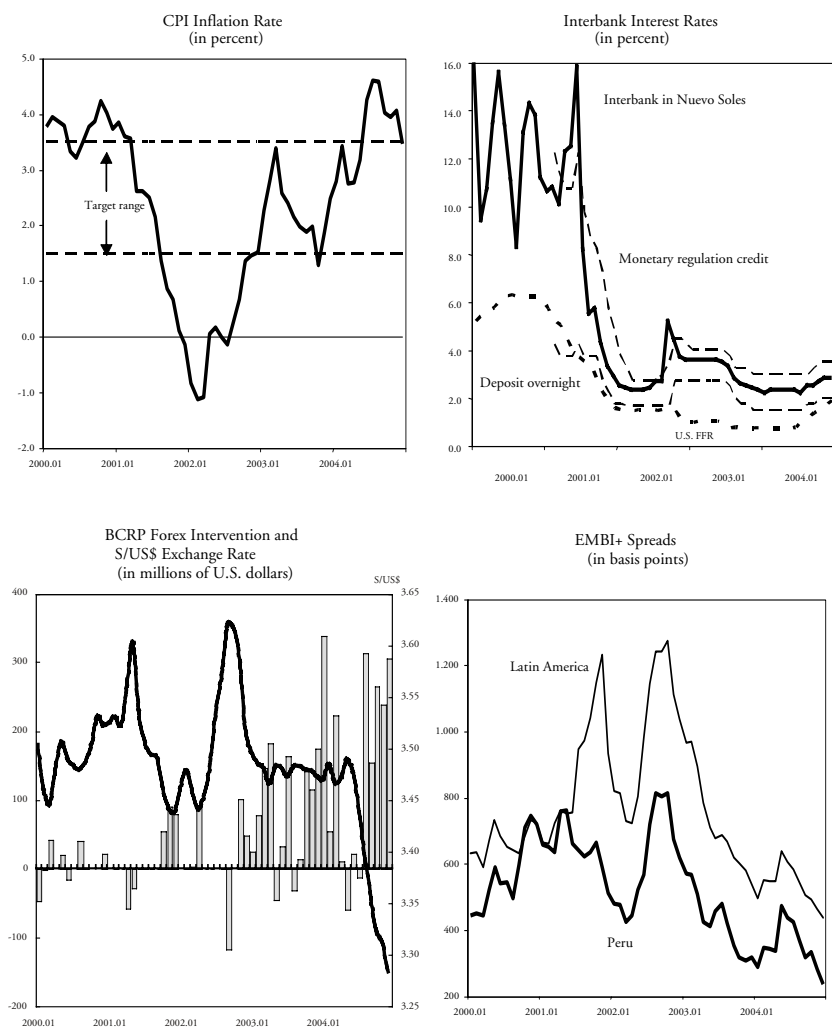 CPI Inflation Rate
(in percent)
5.0
4.0
3.0
2.0
1.0
0.0
-1.0
-2.0
Target range
2000.01 2001.01 2002.01 2003.01 2004.01
Interbank Interest Rates
(in percent)
16.0
14.0
12.0
10.0
8.0
6.0
4.0
2.0
0.0
Interbank in Nuevo Soles
Monetary regulation credit
Deposit overnight
U.S. FFR
2000.01 2001.01 2002.01 2003.01 2004.01
BCRP Forex Intervention and
S/US$ Exchange Rate
(in millions of U.S. dollars)
S/US$
400
300
200
100
0
-100
-200
3.65
3.60
3.55
3.50
3.45
3.40
3.35
3.30
3.25
2000.01 2001.01 2002.01 2003.01 2004.01
EMBI+ Spreads
(in basis points)
1.400
1.200
1.000
800
600
400
200
Latin America
Peru
2000.01 2001.01 2002.01 2003.01 2004.01